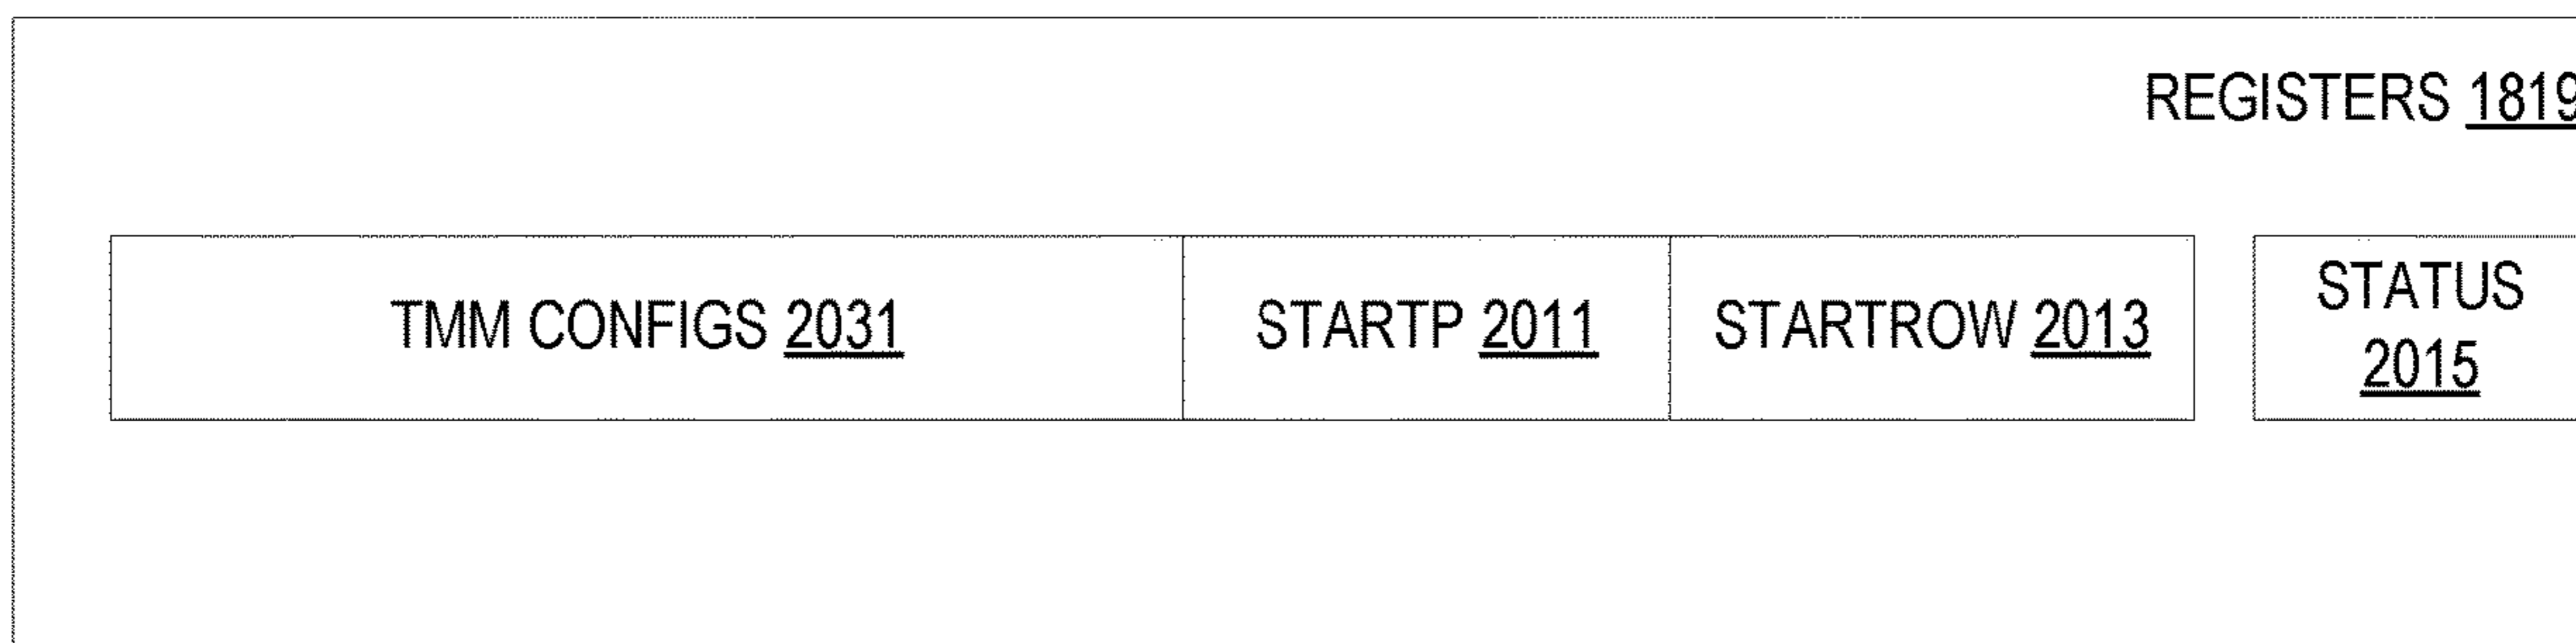 REGISTERS 1819
TMM CONFIGS 2031
STARTP 2011
STARTROW 2013
STATUS
2015